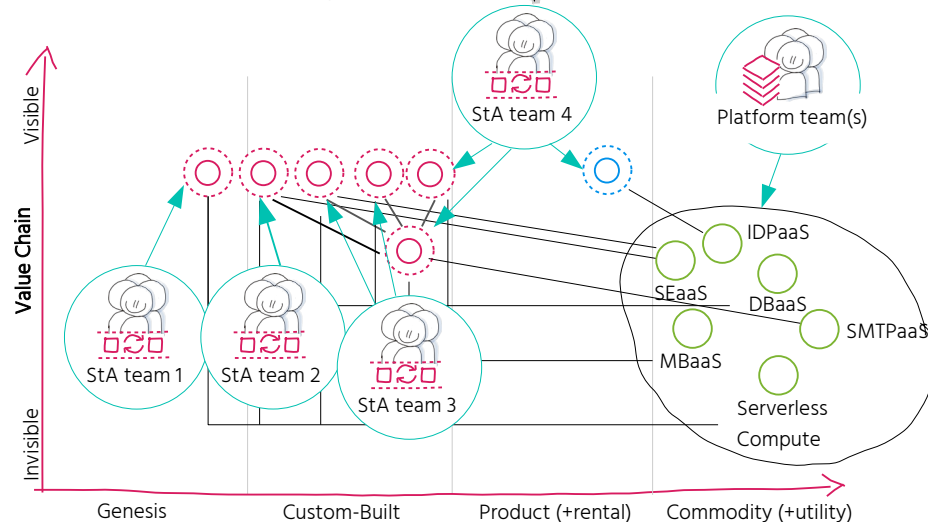 StA team 4
Platform team(s)
Visible
Value Chain
Invisible
IDPaaS
SEaaS
DBaaS
SMTPaaS
MBaaS
Serverless
Compute
StA team 1
StA team 2
StA team 3
Genesis
Custom-Built
Product (+rental)
Commodity (+utility)